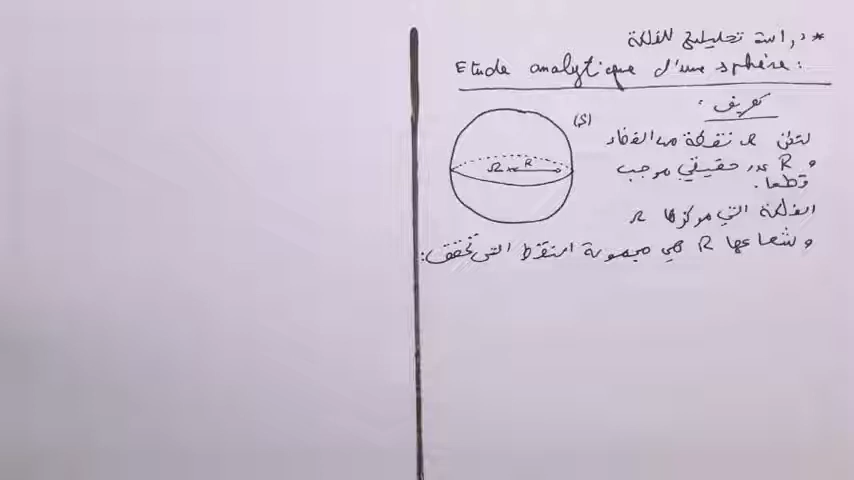 * دراسة تحليلية للفلكة
Etude analytique d'une sphère :
تعريف :
(S)
Ω R
لتكن Ω نقطة من الفضاء
و R عدد حقيقي موجب
قطعا.
الفلكة التي مركزها Ω
وشعاعها R هي مجموعة النقط التي تحقق :